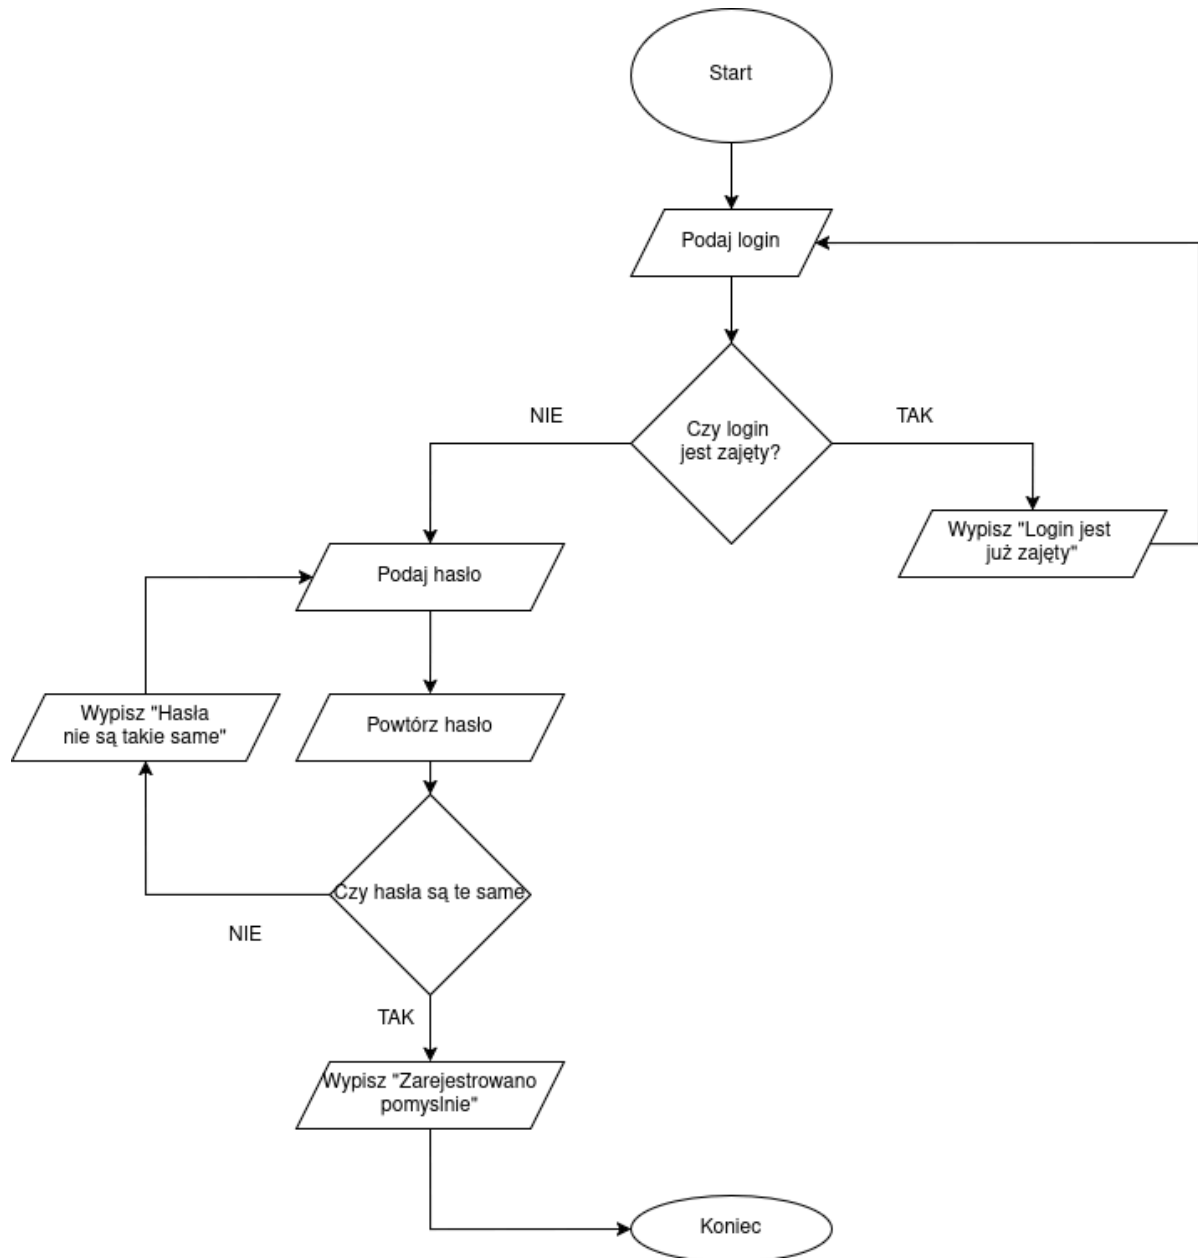 Start
Podaj login
NIE
TAK
Czy login
jest zajęty?
Wypisz "Login jest
już zajęty"
Podaj hasło
Wypisz "Hasła
nie są takie same"
Powtórz hasło
Czy hasła są te same
NIE
TAK
Wypisz "Zarejestrowano
pomyslnie"
Koniec